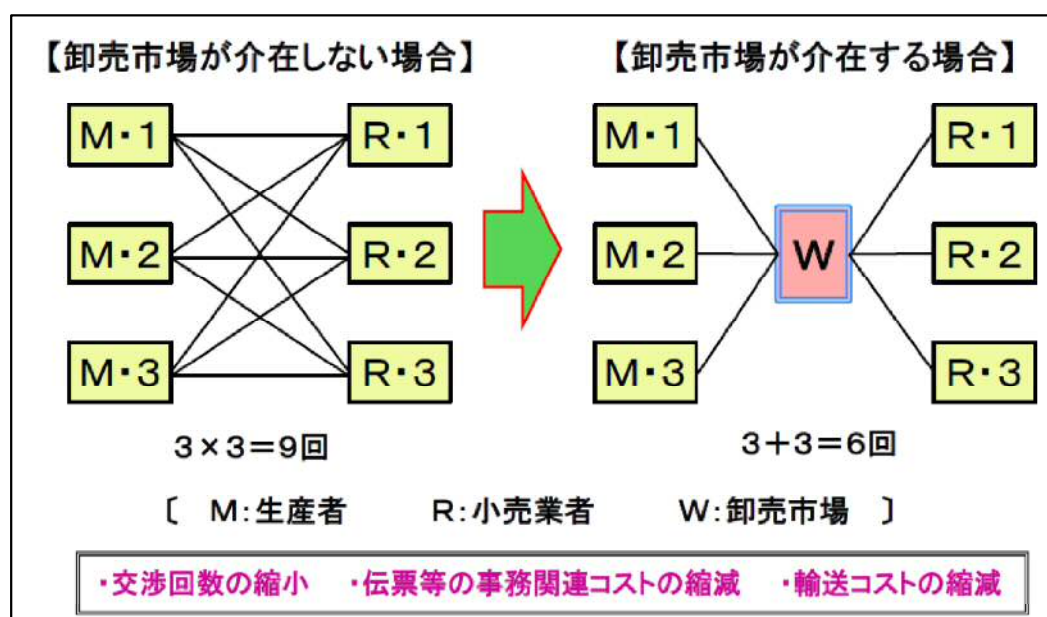 【卸売市場が介在しない場合】
【卸売市場が介在する場合】
M・1
R・1
M・2
R・2
M・3
R・3
3×3=9回
M・1
R・1
M・2
W
R・2
M・3
R・3
3+3=6回
〔 M:生産者 R:小売業者 W:卸売市場 〕
・交渉回数の縮小 ・伝票等の事務関連コストの縮減 ・輸送コストの縮減